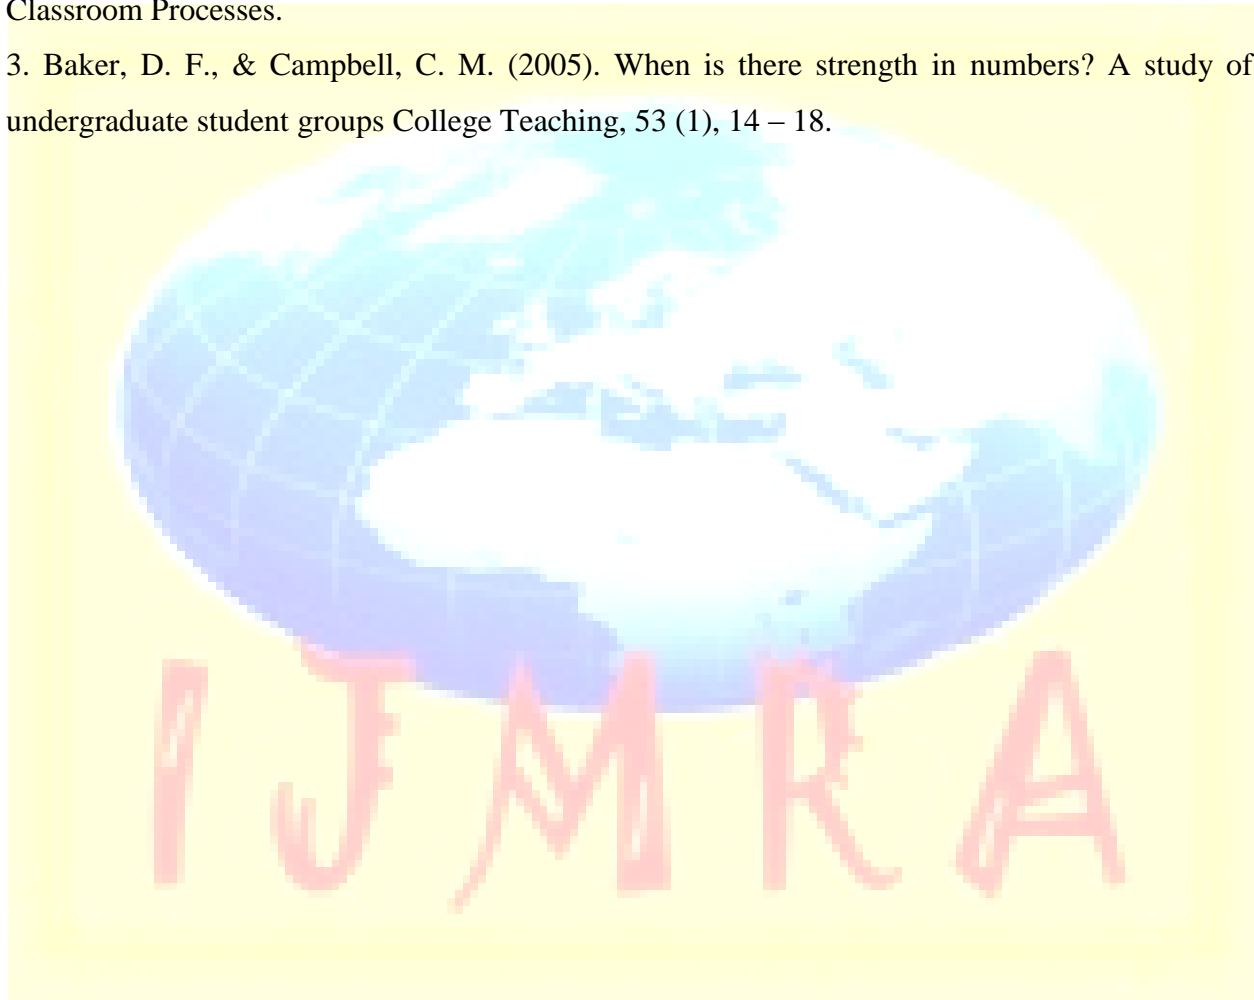 Classroom Processes.
3. Baker, D. F., & Campbell, C. M. (2005). When is there strength in numbers? A study of
undergraduate student groups College Teaching, 53 (1), 14 – 18.
IJMRA